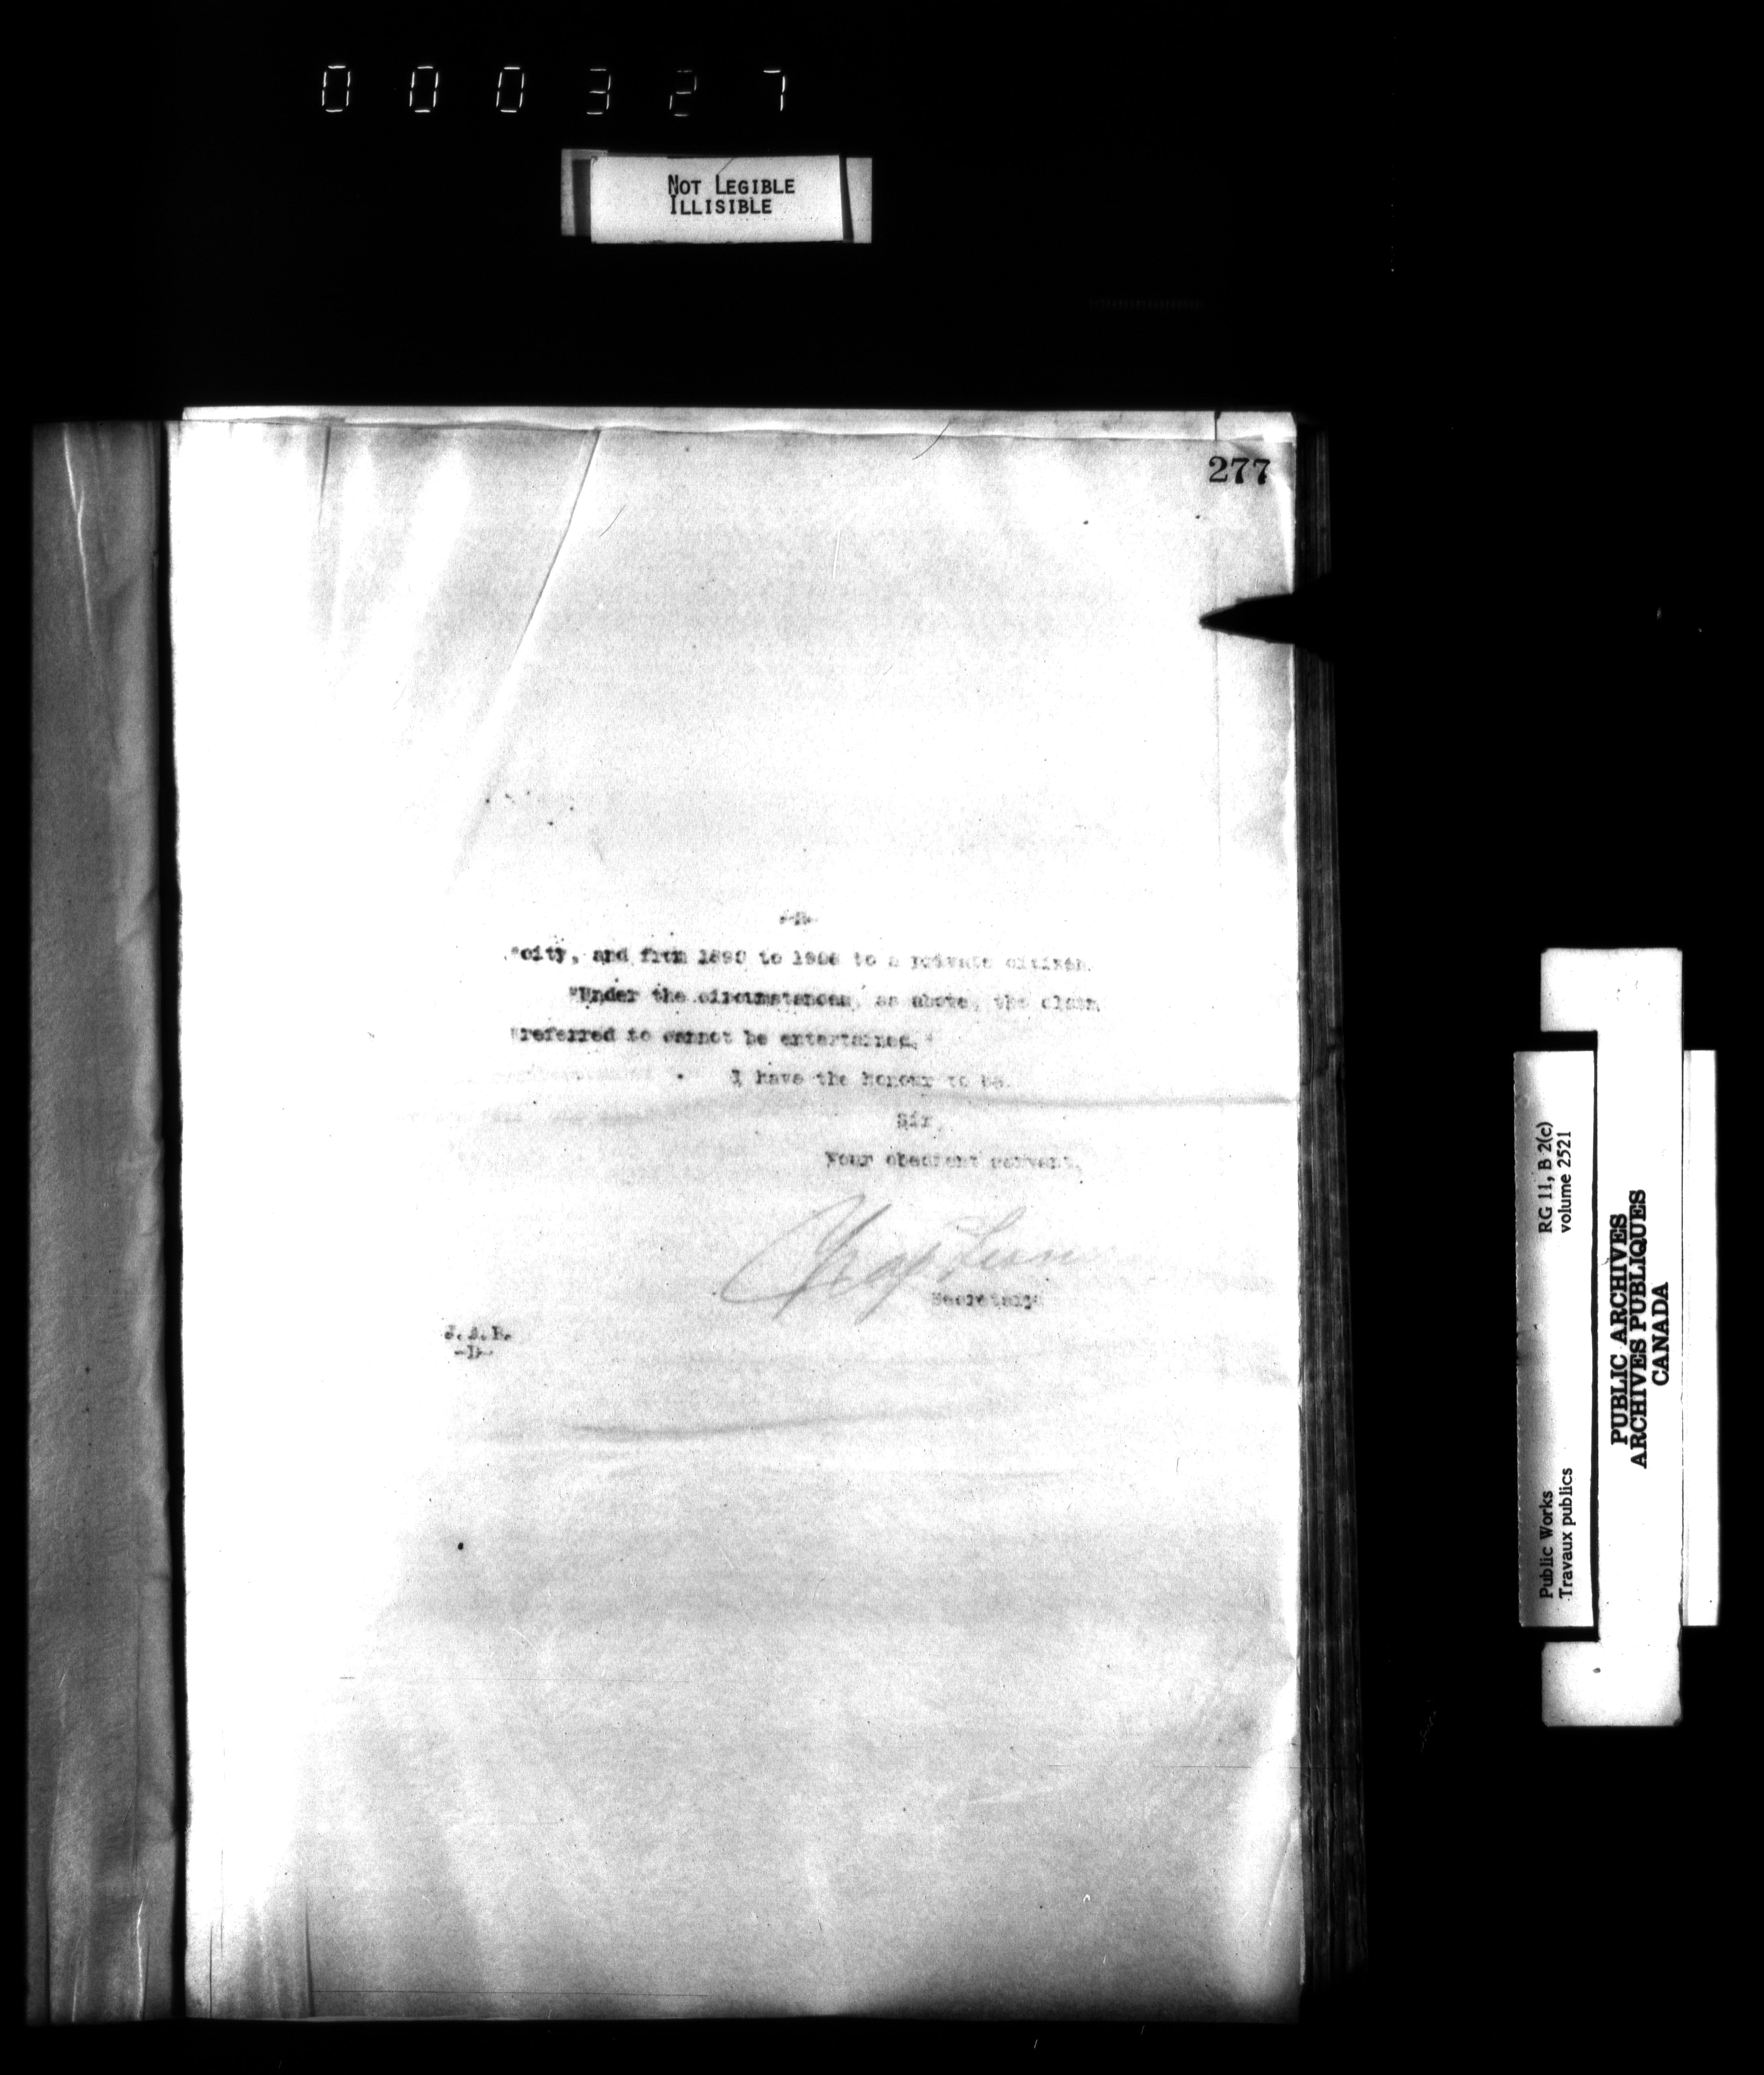 000327
NOT LEGIBLE
ILLISIBLE
277
-2-
"city, and from 1890 to to a private citizen.
"Under the circumstances, as above, the claim
"referred to cannot be entertained."
I have the honour to be
Sir,
Your obedient servant,
Secretary
J.A.B.
-D-
Public Works
Travaux publics
RG 11, B 2(c)
volume 2521
PUBLIC ARCHIVES
ARCHIVES PUBLIQUES
CANADA